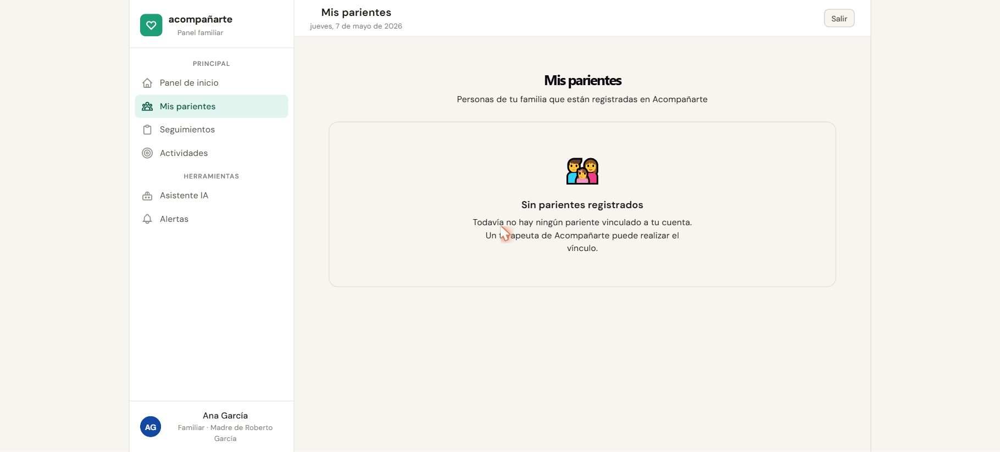 acompañarte
Panel familiar
PRINCIPAL
Panel de inicio
Mis parientes
Seguimientos
Actividades
HERRAMIENTAS
Asistente IA
Alertas
AG
Ana García
Familiar · Madre de Roberto
García
Mis parientes
jueves, 7 de mayo de 2026
Salir
Mis parientes
Personas de tu familia que están registradas en Acompañarte
Sin parientes registrados
Todavía no hay ningún pariente vinculado a tu cuenta.
Un terapeuta de Acompañarte puede realizar el
vínculo.